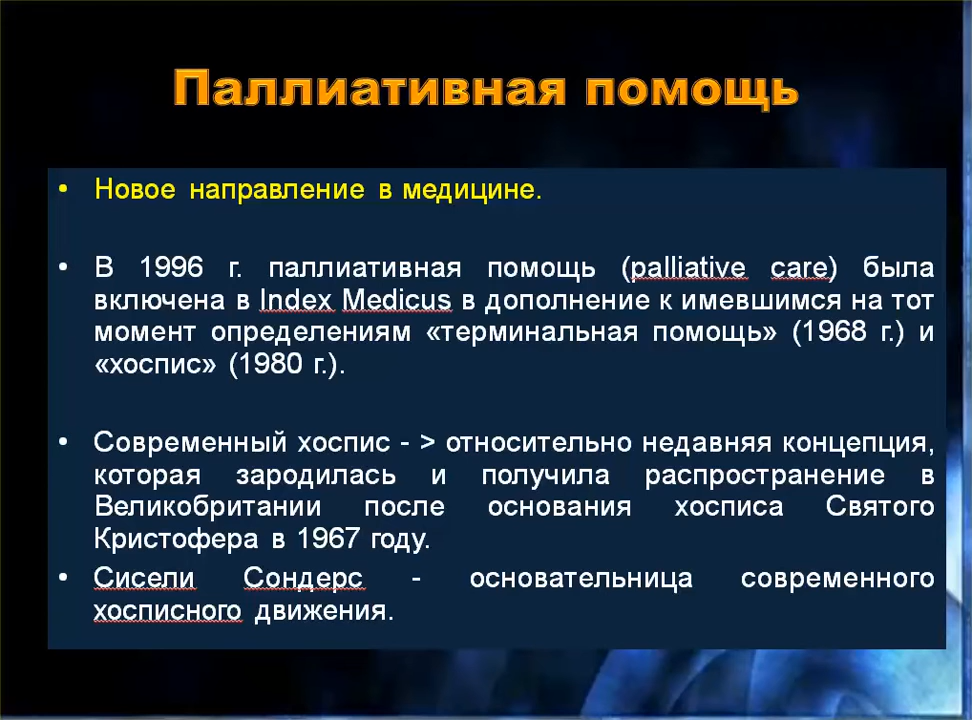 Паллиативная помощь
• Новое направление в медицине.
• В 1996 г. паллиативная помощь (palliative care) была
включена в Index Medicus в дополнение к имевшимся на тот
момент определениям «терминальная помощь» (1968 г.) и
«хоспис» (1980 г.).
• Современный хоспис - > относительно недавняя концепция,
которая зародилась и получила распространение в
Великобритании после основания хосписа Святого
Кристофера в 1967 году.
• Сисели Сондерс - основательница современного
хосписного движения.